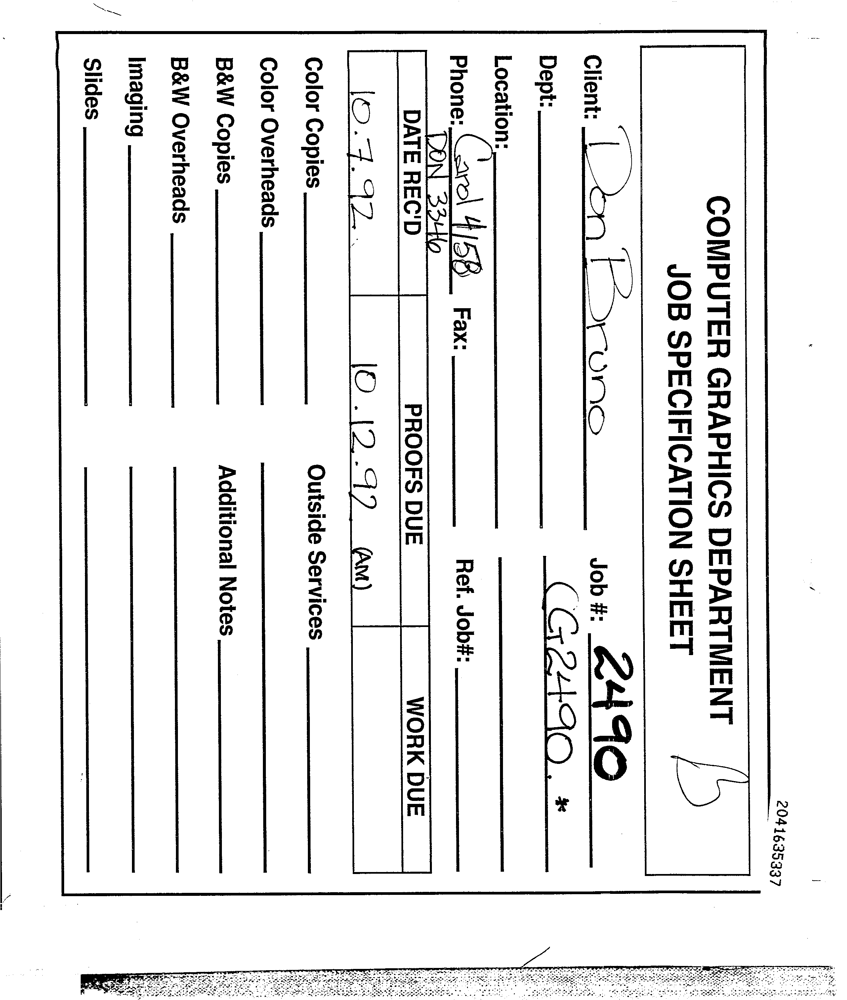 COMPUTER GRAPHICS DEPARTMENT
JOB SPECIFICATION SHEET
B
Client: Don Bruno Job #: 2490
Dept: CG2490.*
Location:
Phone: Carol 4158 Fax: Ref. Job#:
DON 3346
DATE REC'D PROOFS DUE WORK DUE
10.7.92 10.12.92 (AM)
Color Copies Outside Services
Color Overheads
B&W Copies Additional Notes
B&W Overheads
Imaging
Slides
2041635337